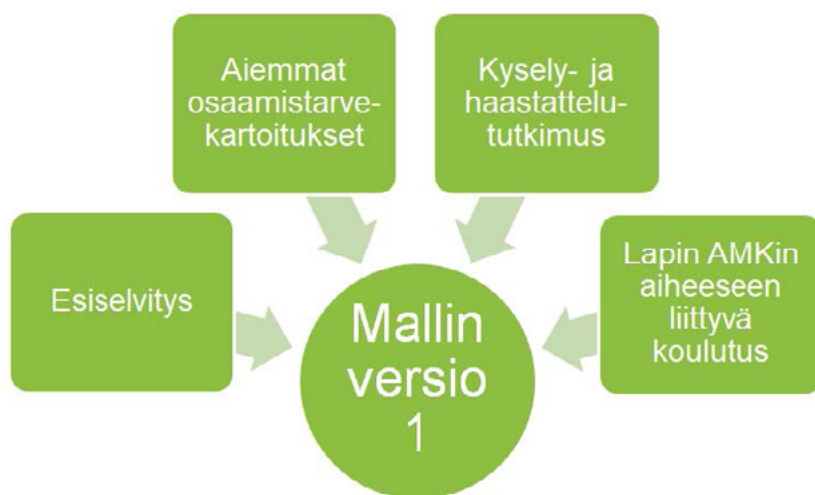 Aiemmat
osaamistarve-
kartoitukset
Kysely- ja
haastattelu-
tutkimus
Esiselvitys
Lapin AMKin
aiheeseen
liittyvä
koulutus
Mallin
versio
1